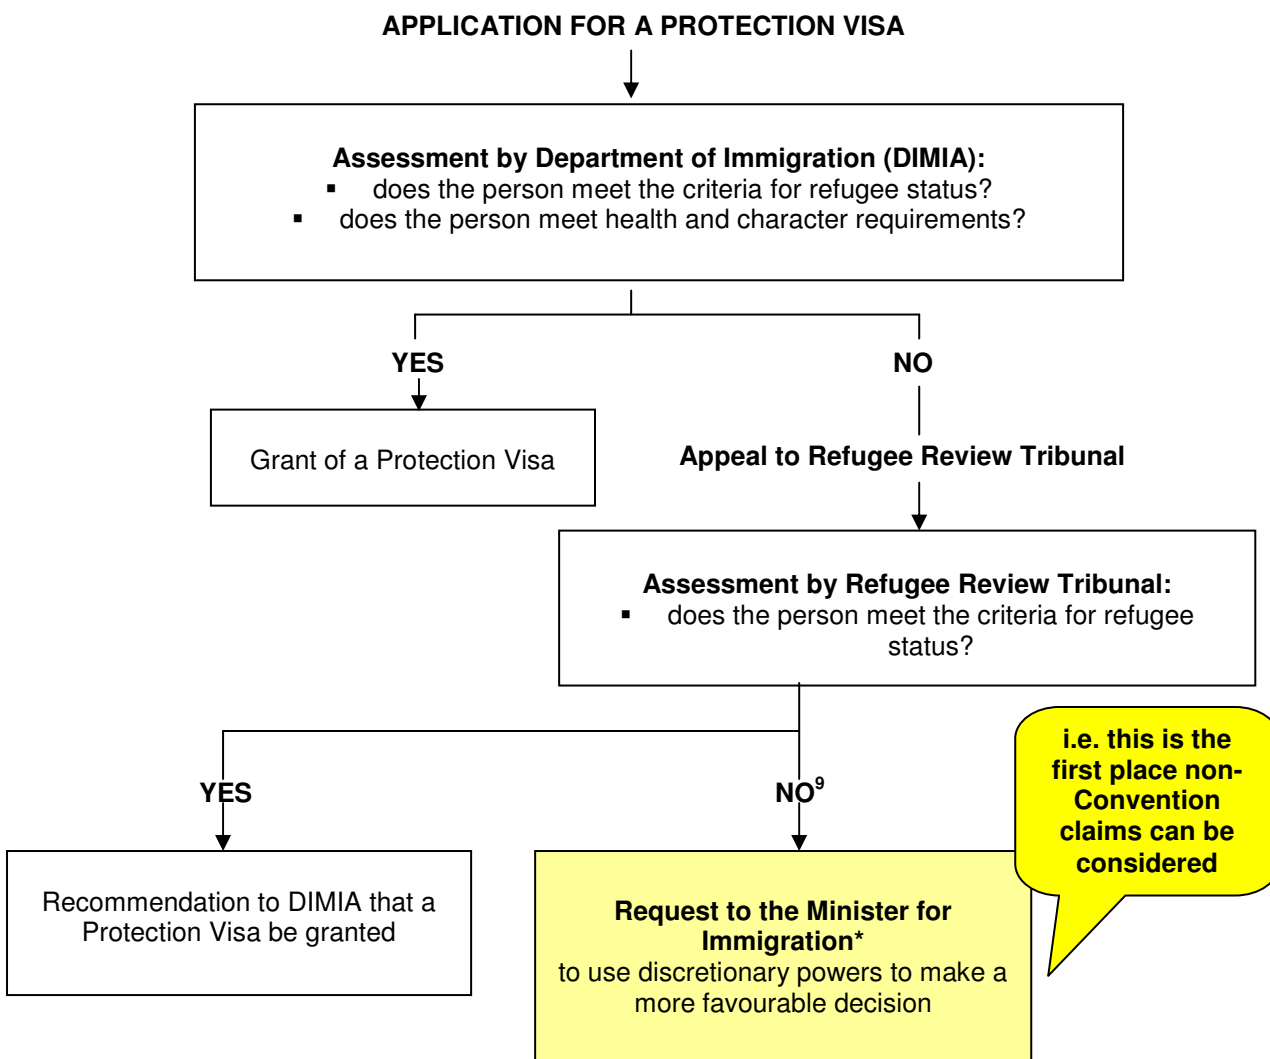 APPLICATION FOR A PROTECTION VISA
Assessment by Department of Immigration (DIMIA):
▪ does the person meet the criteria for refugee status?
▪ does the person meet health and character requirements?
YES
NO
Grant of a Protection Visa
Appeal to Refugee Review Tribunal
Assessment by Refugee Review Tribunal:
▪ does the person meet the criteria for refugee
status?
i.e. this is the
first place non-
Convention
claims can be
considered
YES
NO⁹
Recommendation to DIMIA that a
Protection Visa be granted
Request to the Minister for
Immigration*
to use discretionary powers to make a
more favourable decision